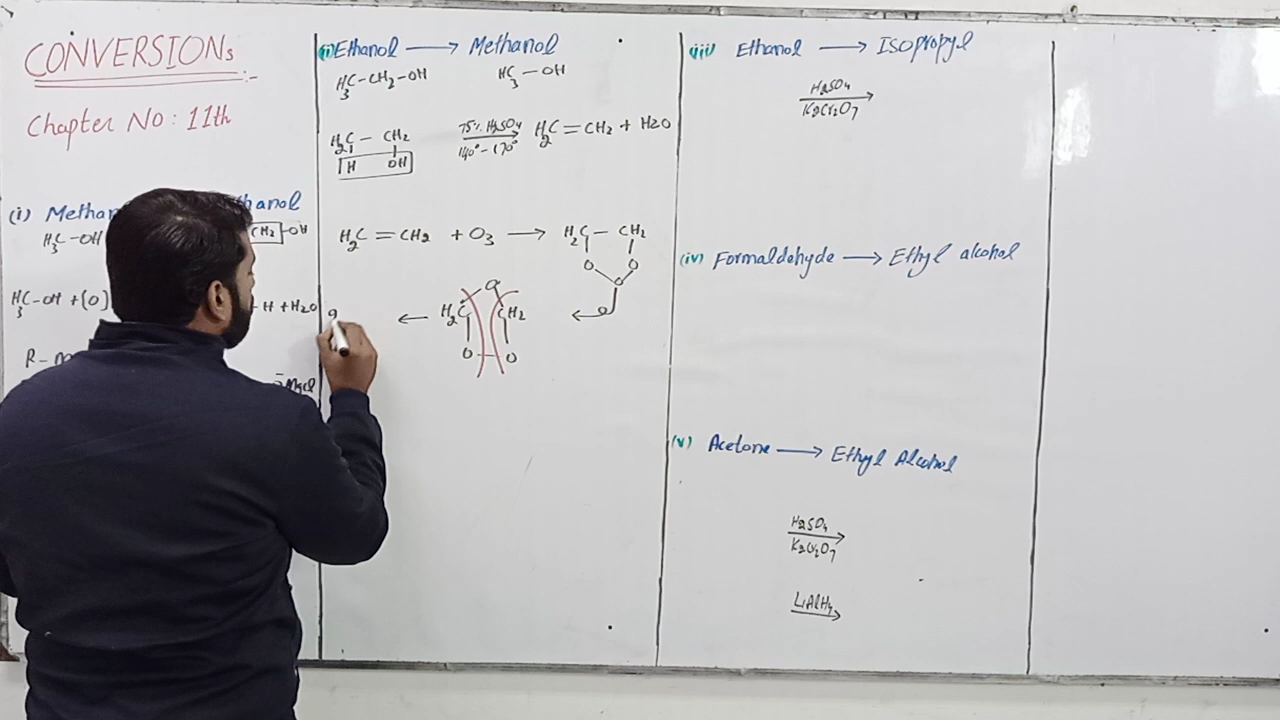 CONVERSIONs :-
Chapter No : 11th
(i)
H3C-OH
CH2 -OH
H3C-OH + (O)
H + H2O
(ii) Ethanol → Methanol
H3C-CH2-OH H3C-OH
H2C - CH2
H OH
75% H2SO4
140°-170°
H2C=CH2 + H2O
H2C=CH2 + O3 → H2C - CH2
O O
O
O
O
H2C CH2
O - O
←
←
(iii) Ethanol → Isopropyl
H2SO4
K2Cr2O7
(iv) Formaldehyde → Ethyl alcohol
(v) Acetone → Ethyl Alcohol
H2SO4
K2Cr2O7
LiAlH4